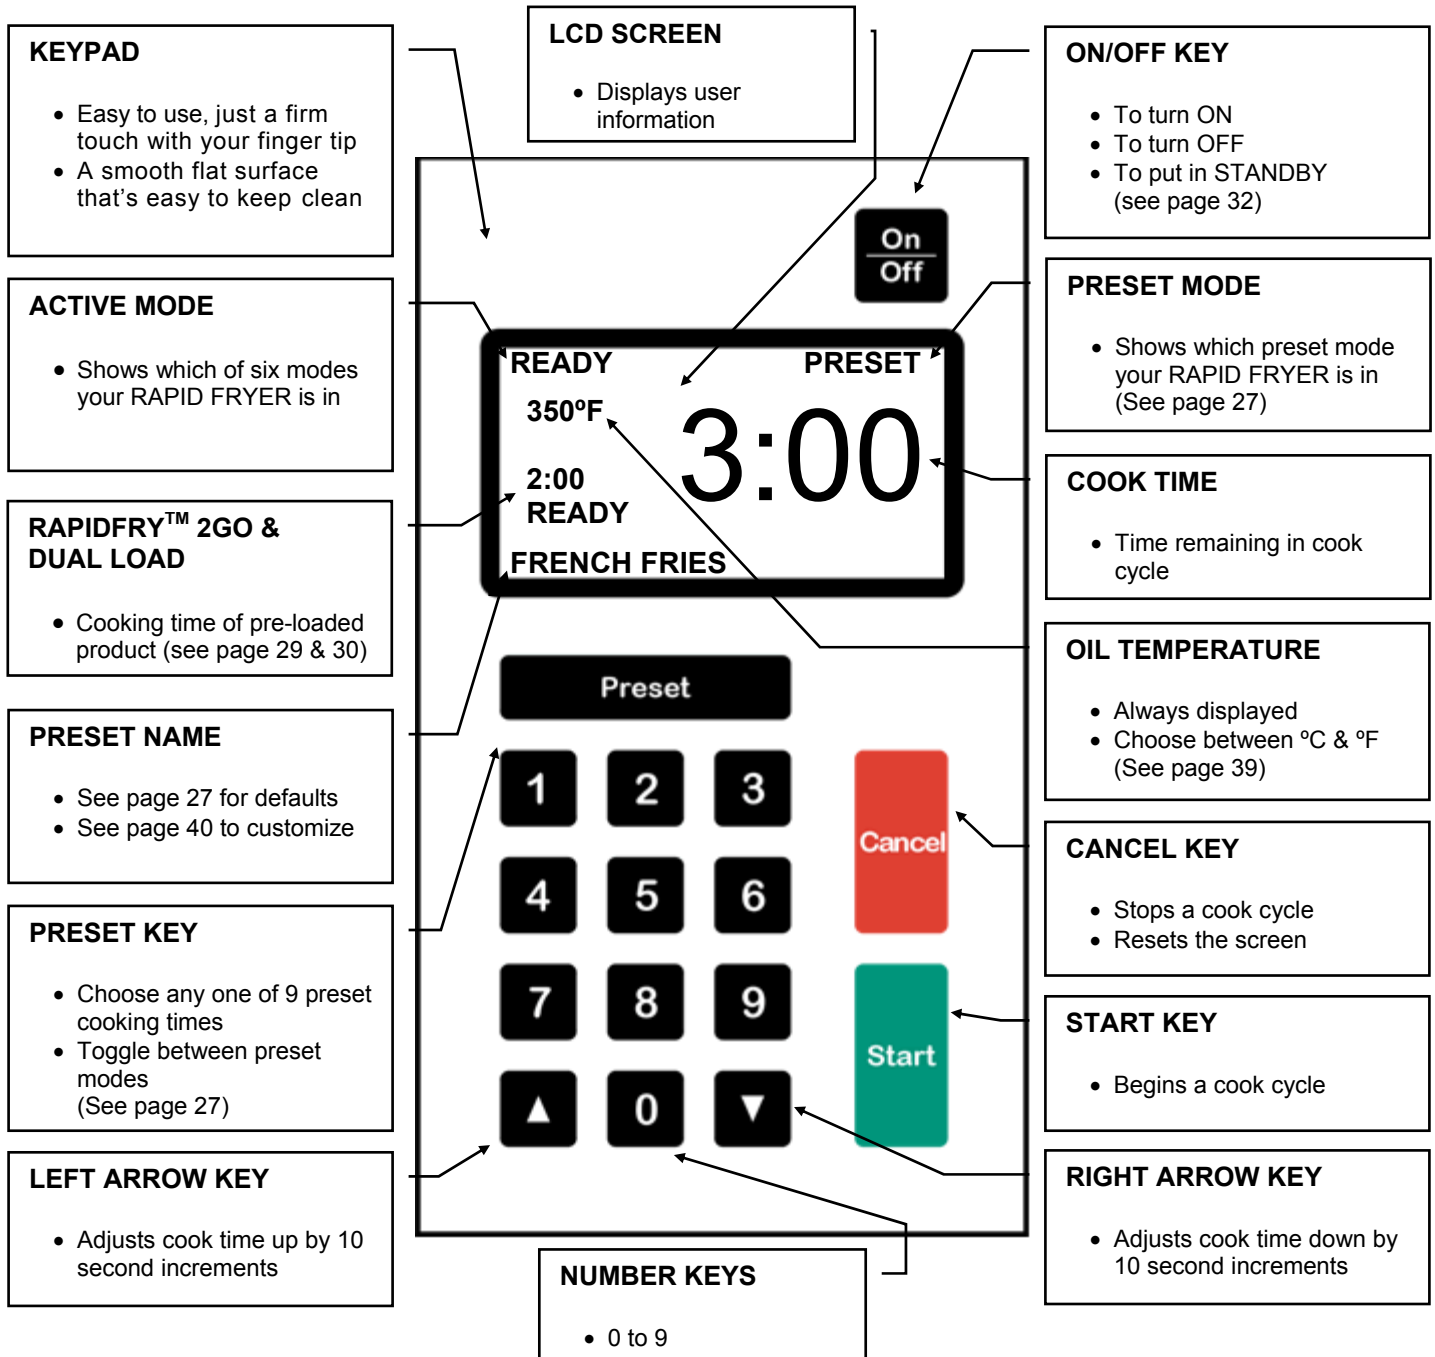 KEYPAD
• Easy to use, just a firm
touch with your finger tip
• A smooth flat surface
that's easy to keep clean
ACTIVE MODE
• Shows which of six modes
your RAPID FRYER is in
RAPIDFRY™ 2GO &
DUAL LOAD
• Cooking time of pre-loaded
product (see page 29 & 30)
PRESET NAME
• See page 27 for defaults
• See page 40 to customize
PRESET KEY
• Choose any one of 9 preset
cooking times
• Toggle between preset
modes
(See page 27)
LEFT ARROW KEY
• Adjusts cook time up by 10
second increments
LCD SCREEN
• Displays user
information
On
Off
READY PRESET
350ºF
3:00
2:00
READY
FRENCH FRIES
Preset
1 2 3
4 5 6
7 8 9
▲ 0 ▼
Cancel
Start
NUMBER KEYS
• 0 to 9
ON/OFF KEY
• To turn ON
• To turn OFF
• To put in STANDBY
(see page 32)
PRESET MODE
• Shows which preset mode
your RAPID FRYER is in
(See page 27)
COOK TIME
• Time remaining in cook
cycle
OIL TEMPERATURE
• Always displayed
• Choose between ºC & ºF
(See page 39)
CANCEL KEY
• Stops a cook cycle
• Resets the screen
START KEY
• Begins a cook cycle
RIGHT ARROW KEY
• Adjusts cook time down by
10 second increments